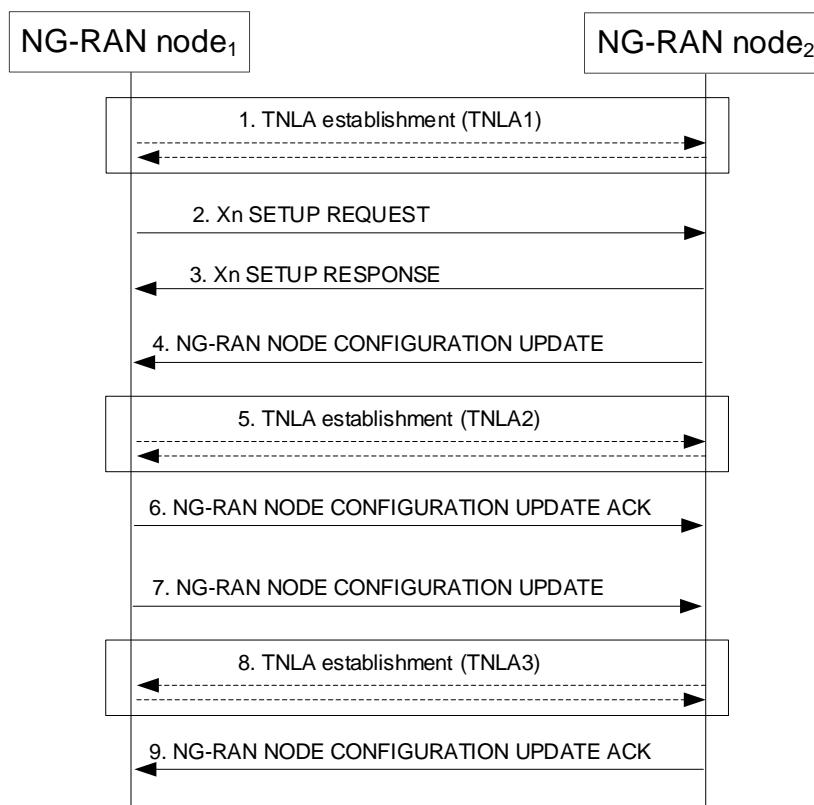 NG-RAN node₁
NG-RAN node₂
1. TNLA establishment (TNLA1)
2. Xn SETUP REQUEST
3. Xn SETUP RESPONSE
4. NG-RAN NODE CONFIGURATION UPDATE
5. TNLA establishment (TNLA2)
6. NG-RAN NODE CONFIGURATION UPDATE ACK
7. NG-RAN NODE CONFIGURATION UPDATE
8. TNLA establishment (TNLA3)
9. NG-RAN NODE CONFIGURATION UPDATE ACK